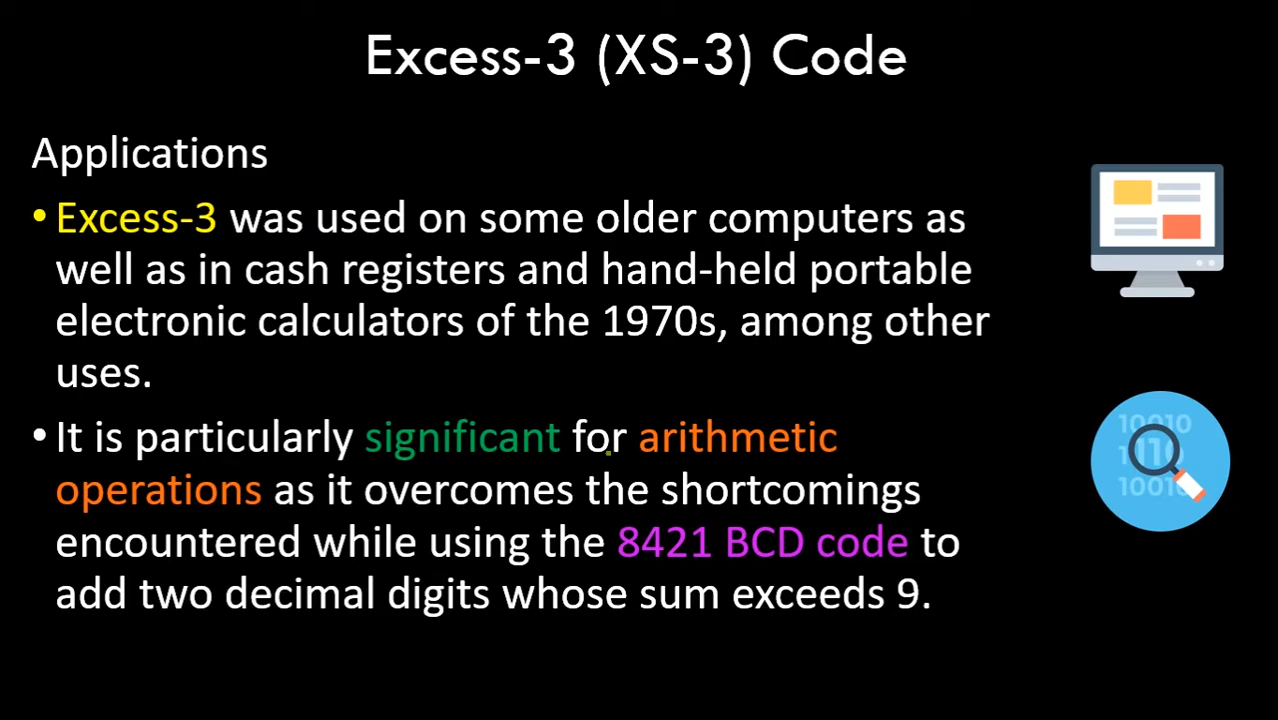 Excess-3 (XS-3) Code
Applications
•Excess-3 was used on some older computers as
well as in cash registers and hand-held portable
electronic calculators of the 1970s, among other
uses.
•It is particularly significant for arithmetic
operations as it overcomes the shortcomings
encountered while using the 8421 BCD code to
add two decimal digits whose sum exceeds 9.
10010
110
10010